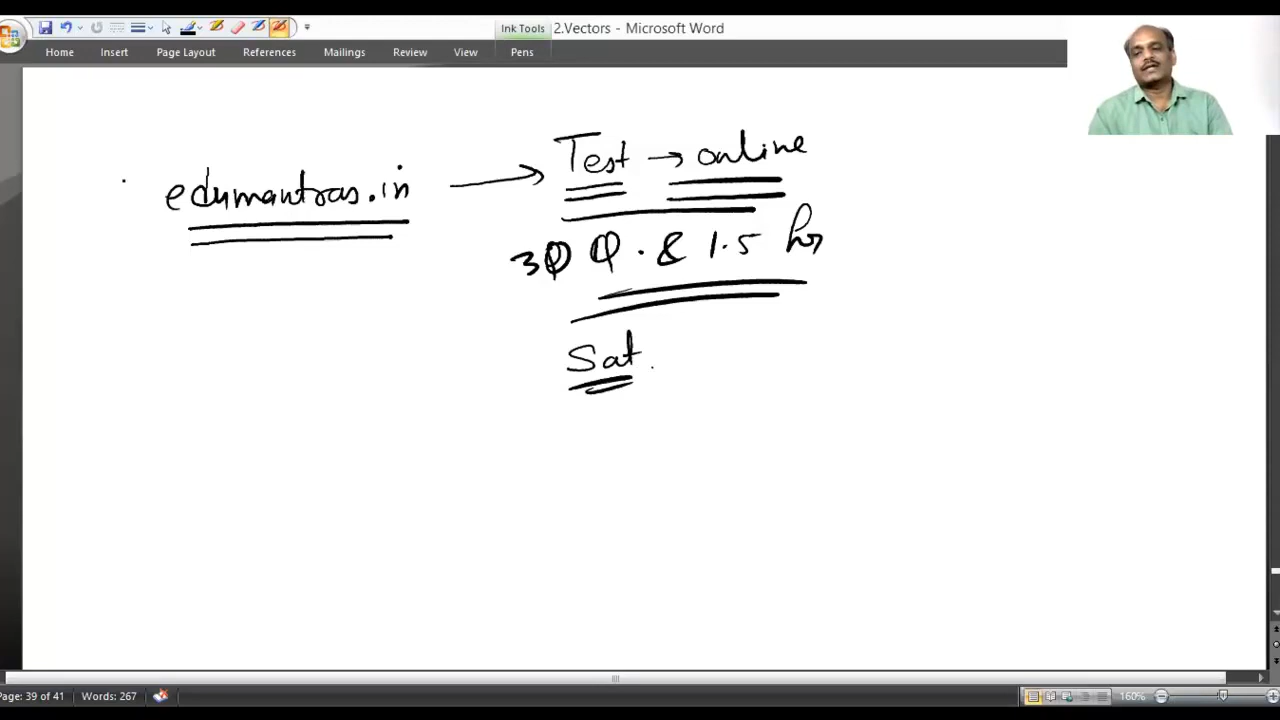 Ink Tools 2.Vectors - Microsoft Word
Home Insert Page Layout References Mailings Review View Pens
edumantras.in → Test → online
30 Q. & 1.5 hr
Sat.
Page: 39 of 41 Words: 267 160%